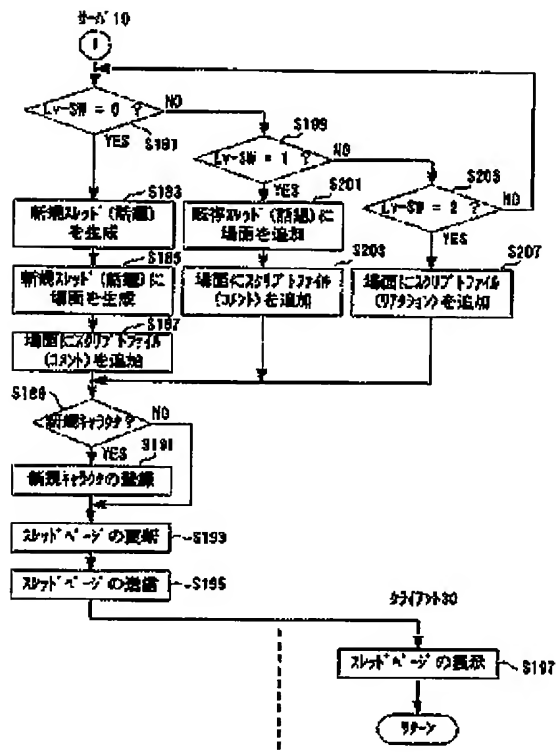 サーバ10
Lv-SW = 0 ?
NO
YES
S181
S199
Lv-SW = 1 ?
NO
YES
S205
Lv-SW = 2 ?
NO
YES
S183
新規スレッド(話題)
を生成
S201
既存スレッド(話題)に
場面を追加
S185
新規スレッド(話題)に
場面を生成
S203
場面にスクリプトファイル
(コメント)を追加
S207
場面にスクリプトファイル
(リアクション)を追加
S187
場面にスクリプトファイル
(コメント)を追加
S189
新規キャラクタ?
NO
YES
S191
新規キャラクタの登録
スレッドページの更新
S193
スレッドページの送信
S195
クライアント30
スレッドページの表示
S197
リターン